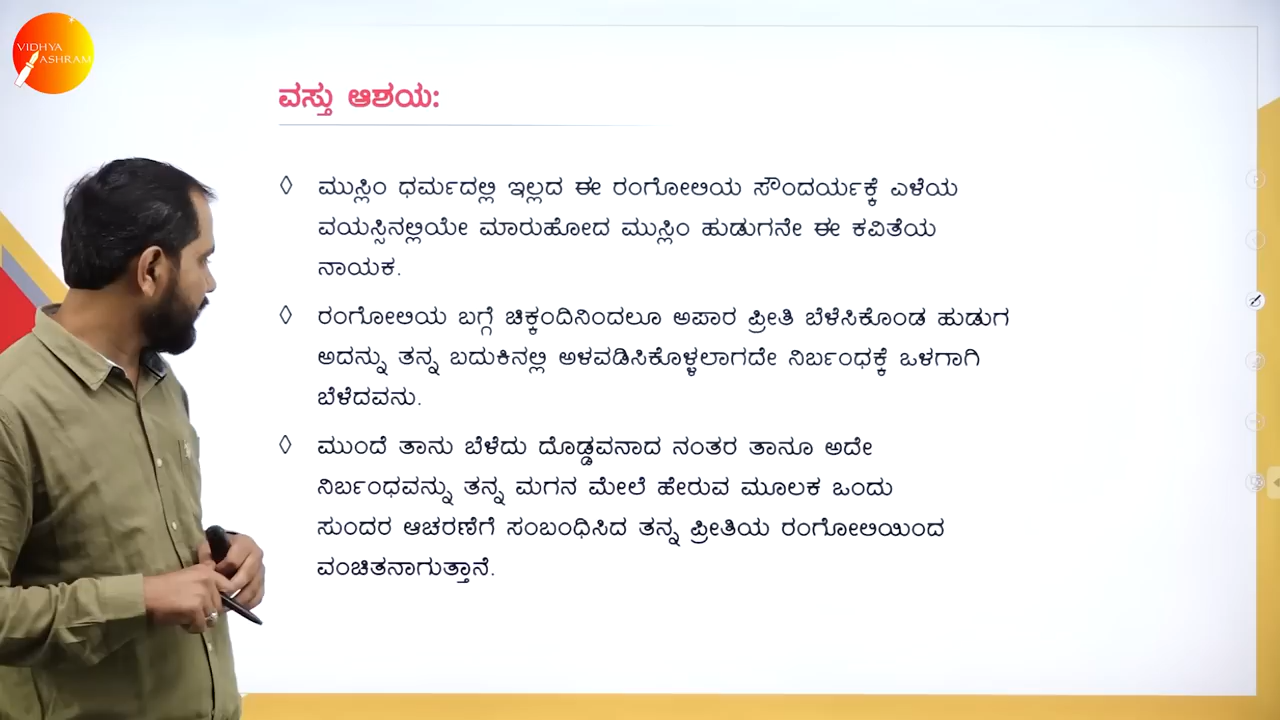 VIDHYA
ASHRAM
ವಸ್ತು ಆಶಯ:
◊ ಮುಸ್ಲಿಂ ಧರ್ಮದಲ್ಲಿ ಇಲ್ಲದ ಈ ರಂಗೋಲಿಯ ಸೌಂದರ್ಯಕ್ಕೆ ಎಳೆಯ
ವಯಸ್ಸಿನಲ್ಲಿಯೇ ಮಾರುಹೋದ ಮುಸ್ಲಿಂ ಹುಡುಗನೇ ಈ ಕವಿತೆಯ
ನಾಯಕ.
◊ ರಂಗೋಲಿಯ ಬಗ್ಗೆ ಚಿಕ್ಕಂದಿನಿಂದಲೂ ಅಪಾರ ಪ್ರೀತಿ ಬೆಳೆಸಿಕೊಂಡ ಹುಡುಗ
ಅದನ್ನು ತನ್ನ ಬದುಕಿನಲ್ಲಿ ಅಳವಡಿಸಿಕೊಳ್ಳಲಾಗದೇ ನಿರ್ಬಂಧಕ್ಕೆ ಒಳಗಾಗಿ
ಬೆಳೆದವನು.
◊ ಮುಂದೆ ತಾನು ಬೆಳೆದು ದೊಡ್ಡವನಾದ ನಂತರ ತಾನೂ ಅದೇ
ನಿರ್ಬಂಧವನ್ನು ತನ್ನ ಮಗನ ಮೇಲೆ ಹೇರುವ ಮೂಲಕ ಒಂದು
ಸುಂದರ ಆಚರಣೆಗೆ ಸಂಬಂಧಿಸಿದ ತನ್ನ ಪ್ರೀತಿಯ ರಂಗೋಲಿಯಿಂದ
ವಂಚಿತನಾಗುತ್ತಾನೆ.